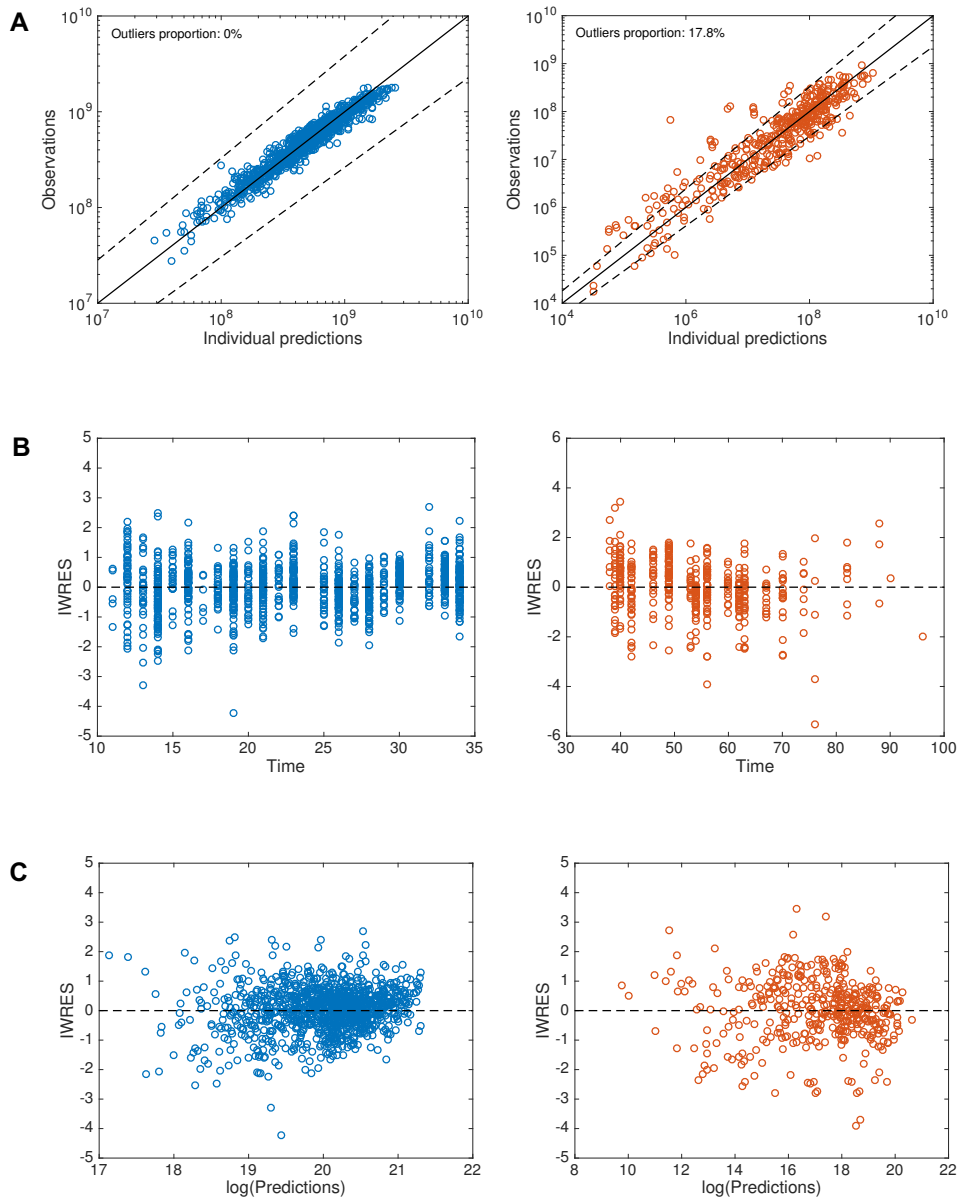 A
Outliers proportion: 0%
10^10
10^9
10^8
10^7
Observations
10^7 10^8 10^9 10^10
Individual predictions
Outliers proportion: 17.8%
10^10
10^9
10^8
10^7
10^6
10^5
10^4
Observations
10^4 10^6 10^8 10^10
Individual predictions
B
5
4
3
2
1
0
-1
-2
-3
-4
-5
IWRES
10 15 20 25 30 35
Time
6
4
2
0
-2
-4
-6
IWRES
30 40 50 60 70 80 90 100
Time
C
5
4
3
2
1
0
-1
-2
-3
-4
-5
IWRES
17 18 19 20 21 22
log(Predictions)
5
4
3
2
1
0
-1
-2
-3
-4
-5
IWRES
8 10 12 14 16 18 20 22
log(Predictions)